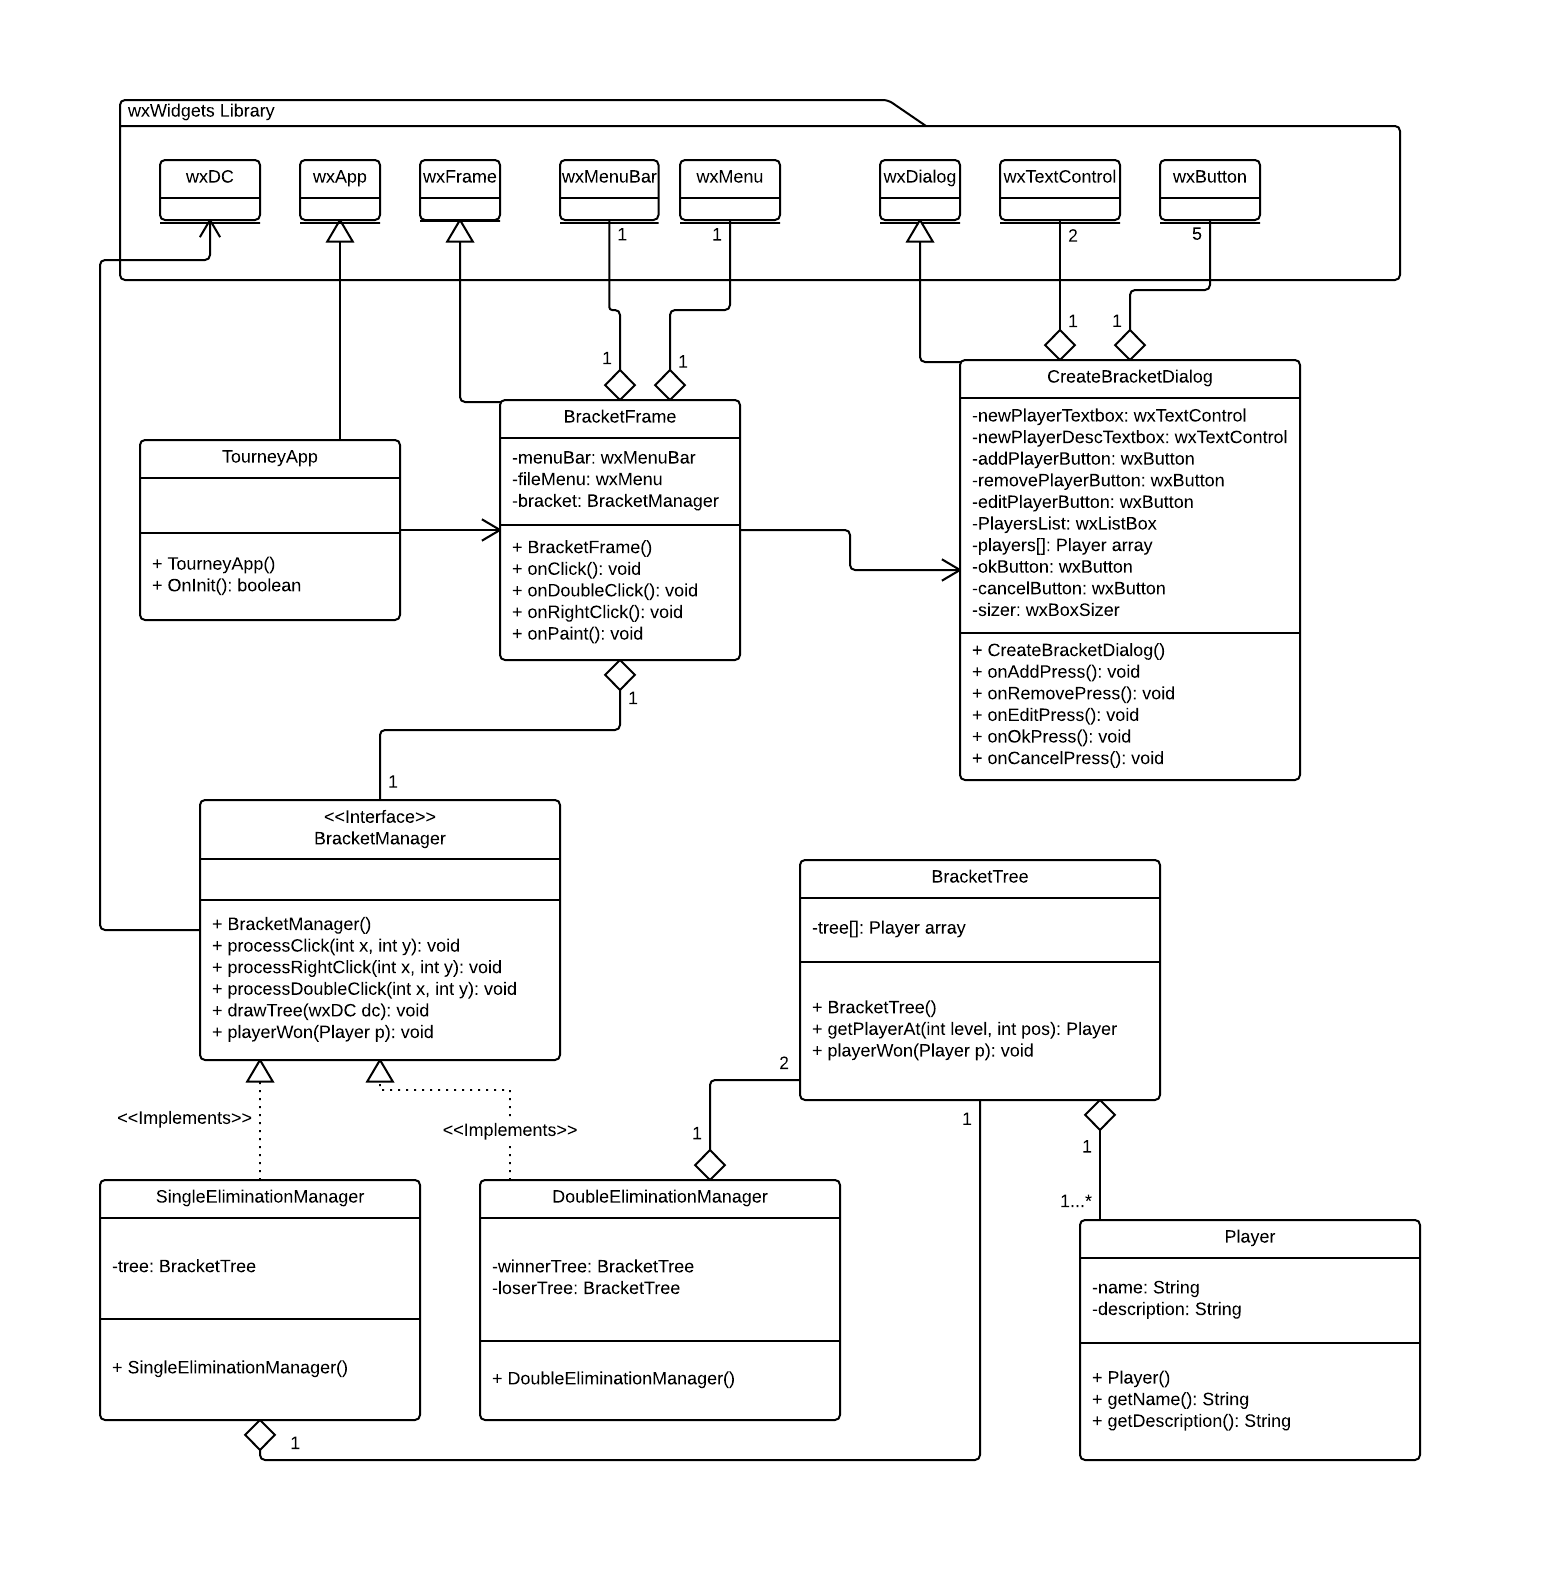 wxWidgets Library
wxDC
wxApp
wxFrame
wxMenuBar
wxMenu
wxDialog
wxTextControl
wxButton
1
1
2
5
1
1
1
1
BracketFrame
-menuBar: wxMenuBar
-fileMenu: wxMenu
-bracket: BracketManager
+ BracketFrame()
+ onClick(): void
+ onDoubleClick(): void
+ onRightClick(): void
+ onPaint(): void
CreateBracketDialog
-newPlayerTextbox: wxTextControl
-newPlayerDescTextbox: wxTextControl
-addPlayerButton: wxButton
-removePlayerButton: wxButton
-editPlayerButton: wxButton
-PlayersList: wxListBox
-players[]: Player array
-okButton: wxButton
-cancelButton: wxButton
-sizer: wxBoxSizer
+ CreateBracketDialog()
+ onAddPress(): void
+ onRemovePress(): void
+ onEditPress(): void
+ onOkPress(): void
+ onCancelPress(): void
TourneyApp
+ TourneyApp()
+ OnInit(): boolean
1
1
<<Interface>>
BracketManager
+ BracketManager()
+ processClick(int x, int y): void
+ processRightClick(int x, int y): void
+ processDoubleClick(int x, int y): void
+ drawTree(wxDC dc): void
+ playerWon(Player p): void
BracketTree
-tree[]: Player array
+ BracketTree()
+ getPlayerAt(int level, int pos): Player
+ playerWon(Player p): void
2
1
1
1
1...*
<<Implements>>
<<Implements>>
SingleEliminationManager
-tree: BracketTree
+ SingleEliminationManager()
1
DoubleEliminationManager
-winnerTree: BracketTree
-loserTree: BracketTree
+ DoubleEliminationManager()
Player
-name: String
-description: String
+ Player()
+ getName(): String
+ getDescription(): String